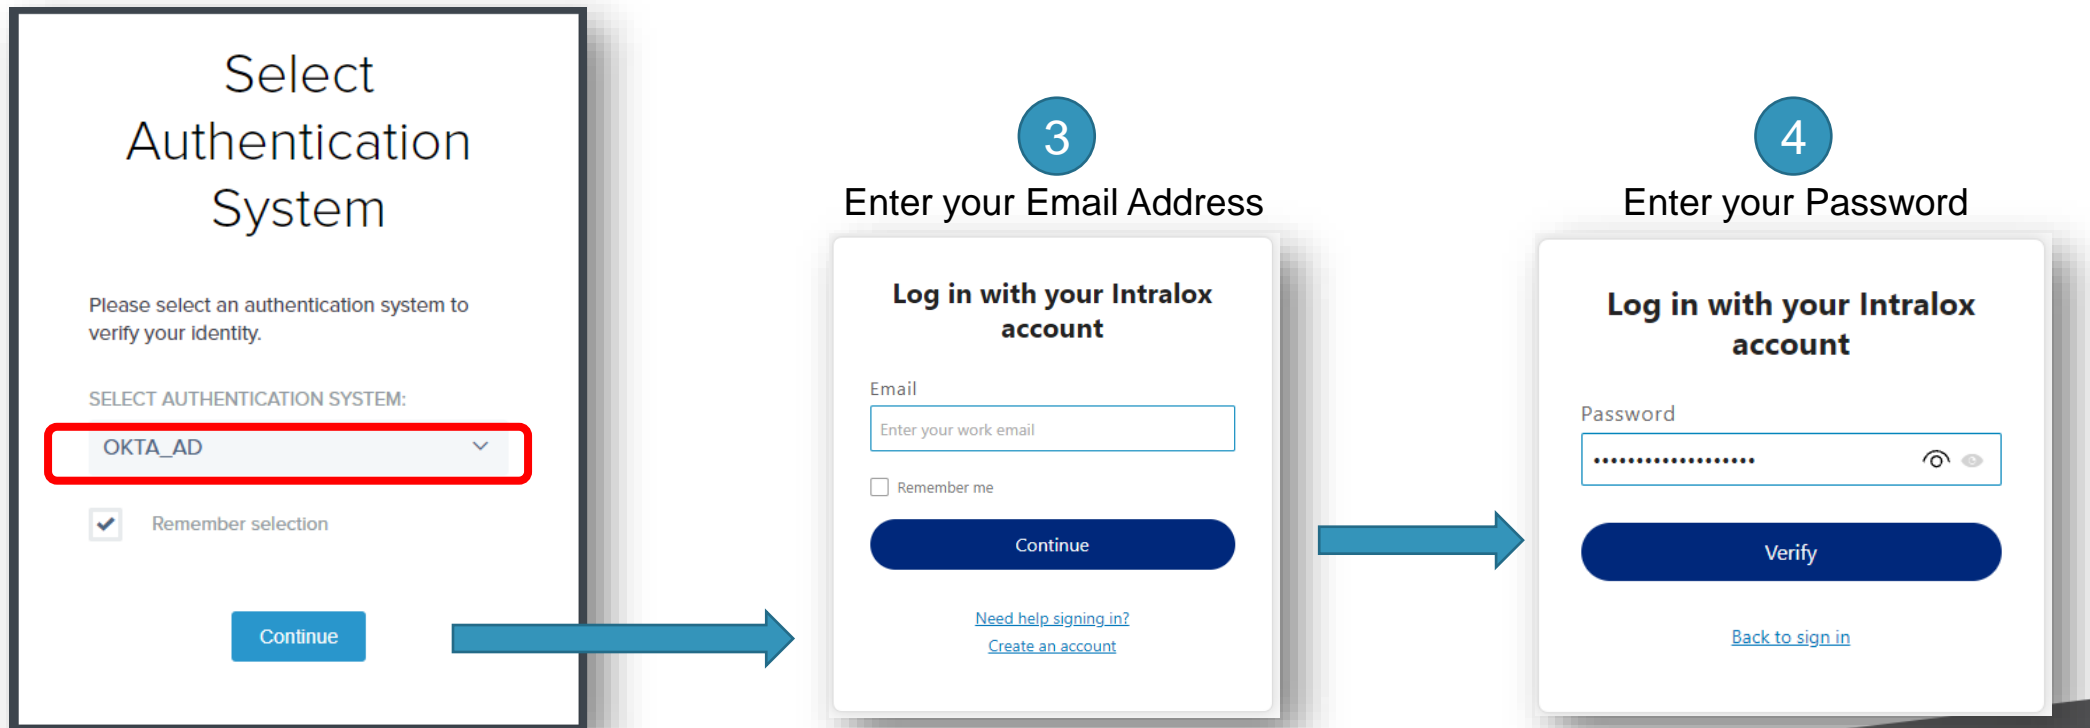 Select
Authentication
System
Please select an authentication system to
verify your identity.
SELECT AUTHENTICATION SYSTEM:
OKTA_AD
Remember selection
Continue
3
Enter your Email Address
Log in with your Intralox
account
Email
Enter your work email
Remember me
Continue
Need help signing in?
Create an account
4
Enter your Password
Log in with your Intralox
account
Password
•••••••••••••••••••
Verify
Back to sign in